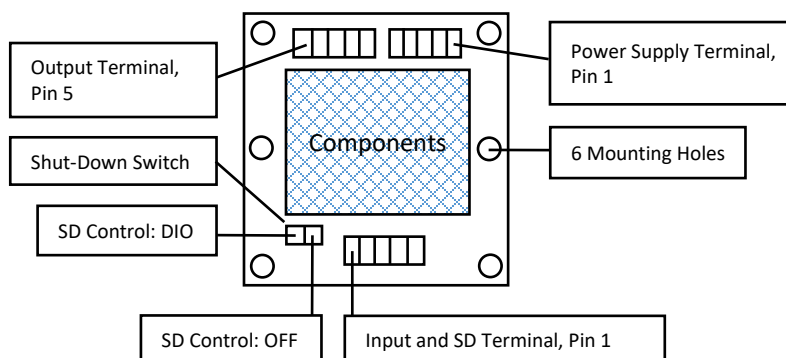 Output Terminal,
Pin 5
Power Supply Terminal,
Pin 1
Components
Shut-Down Switch
6 Mounting Holes
SD Control: DIO
SD Control: OFF
Input and SD Terminal, Pin 1